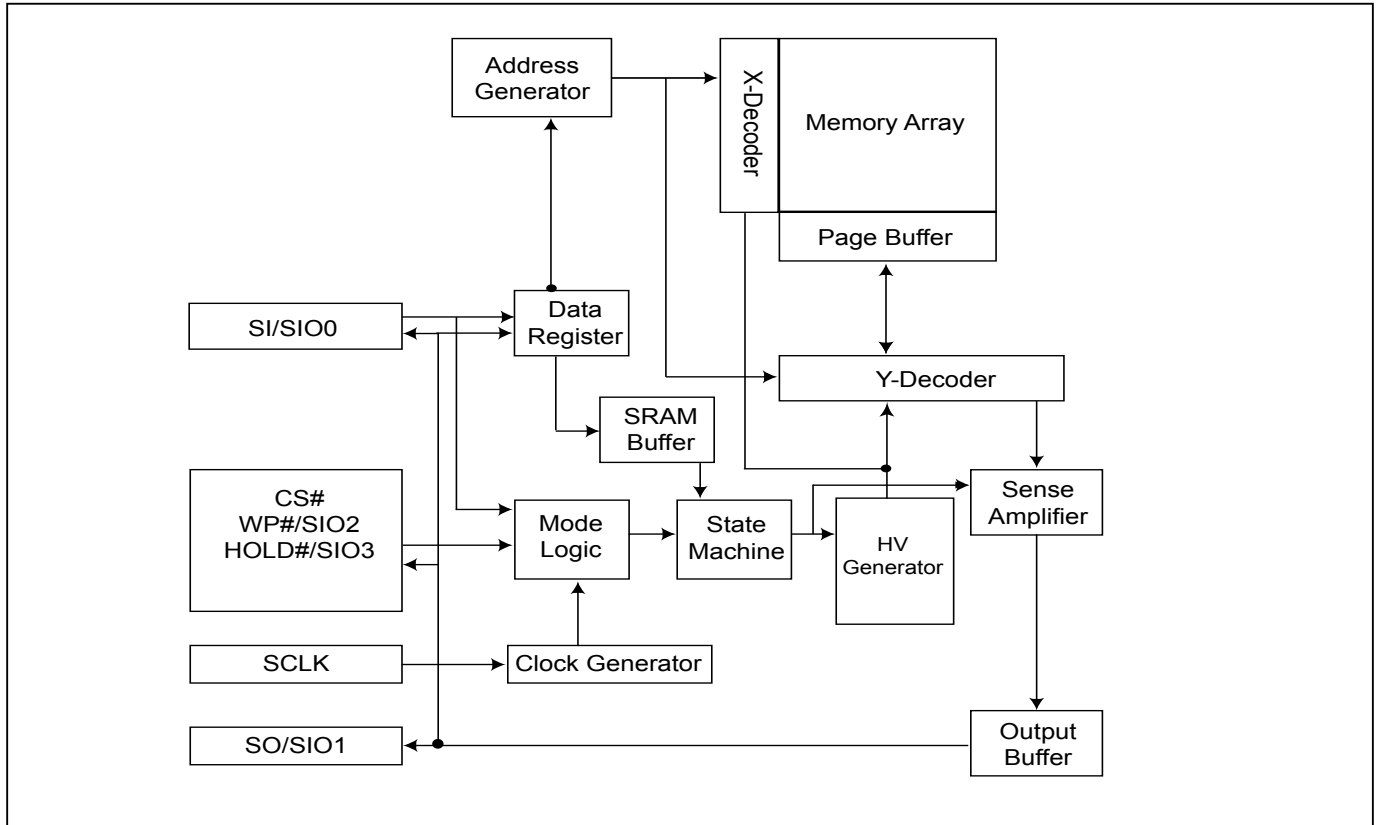 Address
Generator
X-Decoder
Memory Array
Page Buffer
SI/SIO0
Data
Register
Y-Decoder
SRAM
Buffer
CS#
WP#/SIO2
HOLD#/SIO3
Mode
Logic
State
Machine
HV
Generator
Sense
Amplifier
SCLK
Clock Generator
SO/SIO1
Output
Buffer